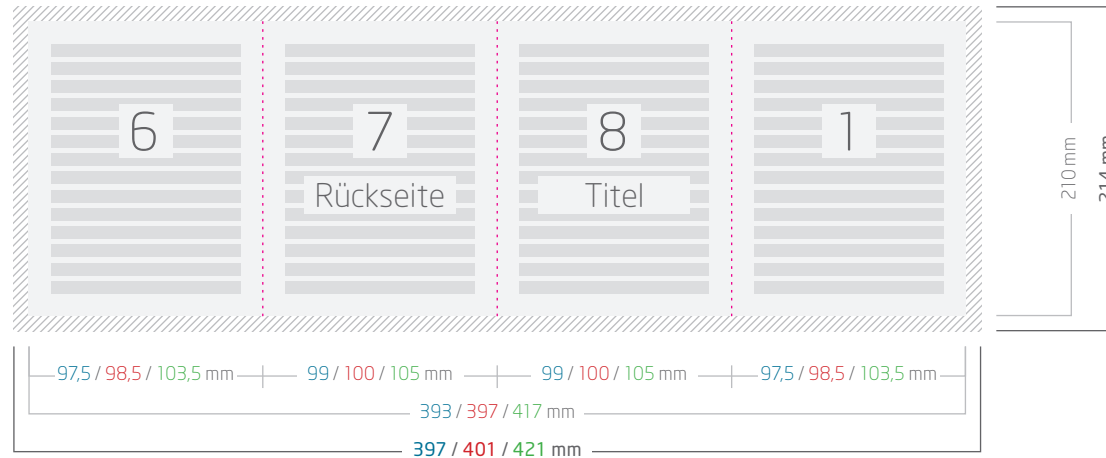 6
7
8
1
Rückseite
Titel
210 mm
214 mm
97,5 / 98,5 / 103,5 mm
99 / 100 / 105 mm
99 / 100 / 105 mm
97,5 / 98,5 / 103,5 mm
393 / 397 / 417 mm
397 / 401 / 421 mm